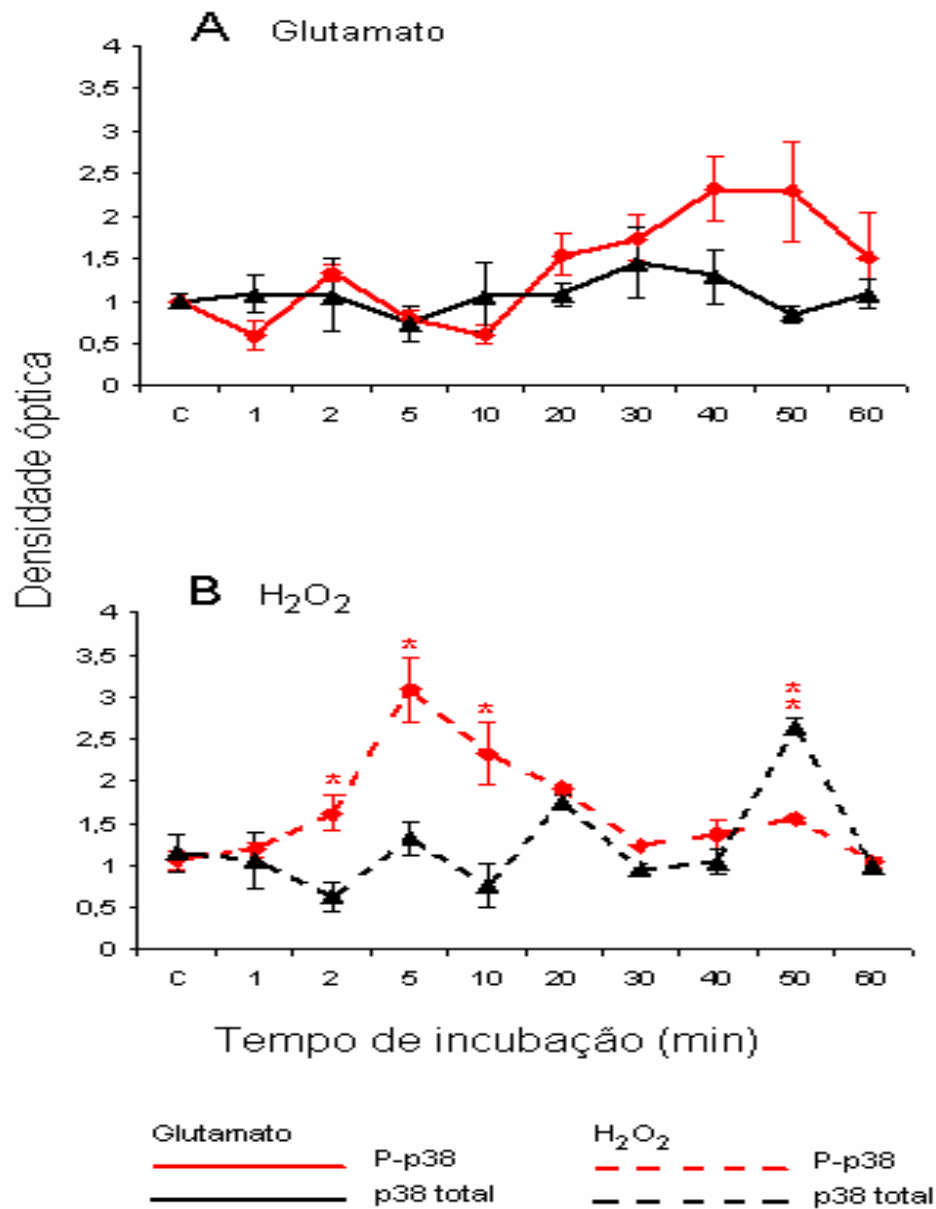 A Glutamato
4
3,5
3
2,5
2
1,5
1
0,5
0
C 1 2 5 10 20 30 40 50 60
Densidade óptica
B H₂O₂
4
3,5
3
2,5
2
1,5
1
0,5
0
* * * * *
C 1 2 5 10 20 30 40 50 60
Tempo de incubação (min)
Glutamato H₂O₂
P-p38 P-p38
p38 total p38 total